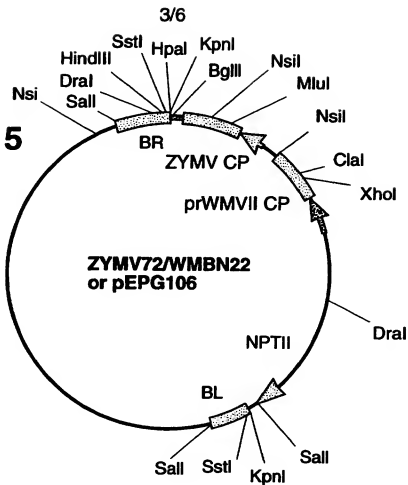 3/6
SstI
HpaI
KpnI
HindIII
BglII
NsiI
DraI
MluI
Nsi
SalI
NsiI
5
BR
ZYMV CP
ClaI
XhoI
prWMVII CP
ZYMV72/WMBN22
or pEPG106
DraI
NPTII
BL
SalI
SalI
SstI
KpnI